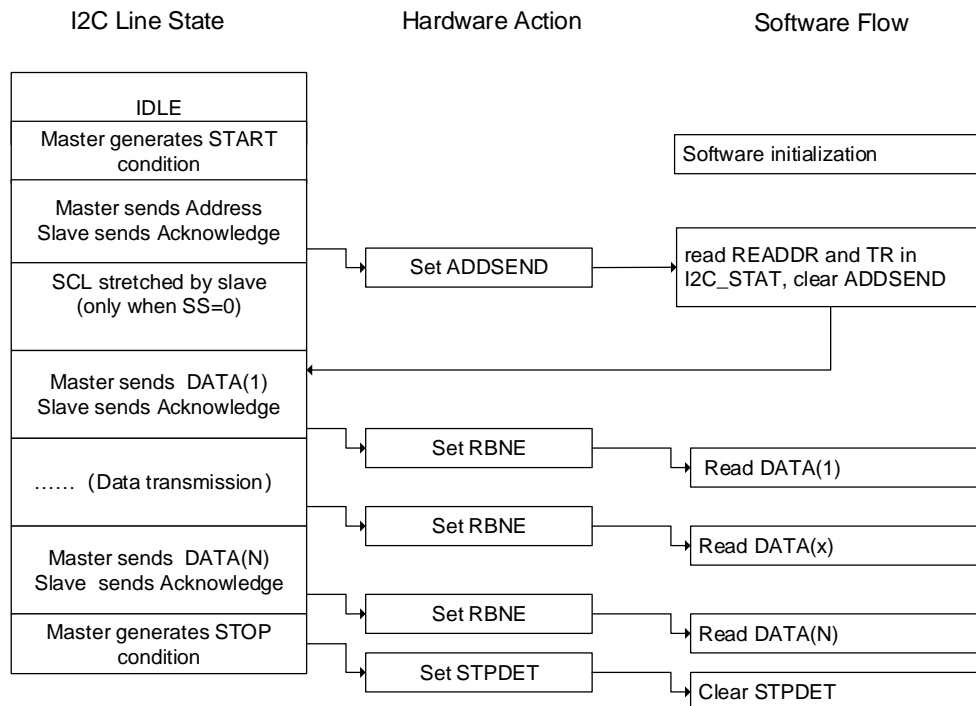 I2C Line State
Hardware Action
Software Flow
IDLE
Master generates START
condition
Software initialization
Master sends Address
Slave sends Acknowledge
Set ADDSEND
read READDR and TR in
I2C_STAT, clear ADDSEND
SCL stretched by slave
(only when SS=0)
Master sends DATA(1)
Slave sends Acknowledge
Set RBNE
Read DATA(1)
…… (Data transmission)
Set RBNE
Read DATA(x)
Master sends DATA(N)
Slave sends Acknowledge
Set RBNE
Read DATA(N)
Master generates STOP
condition
Set STPDET
Clear STPDET